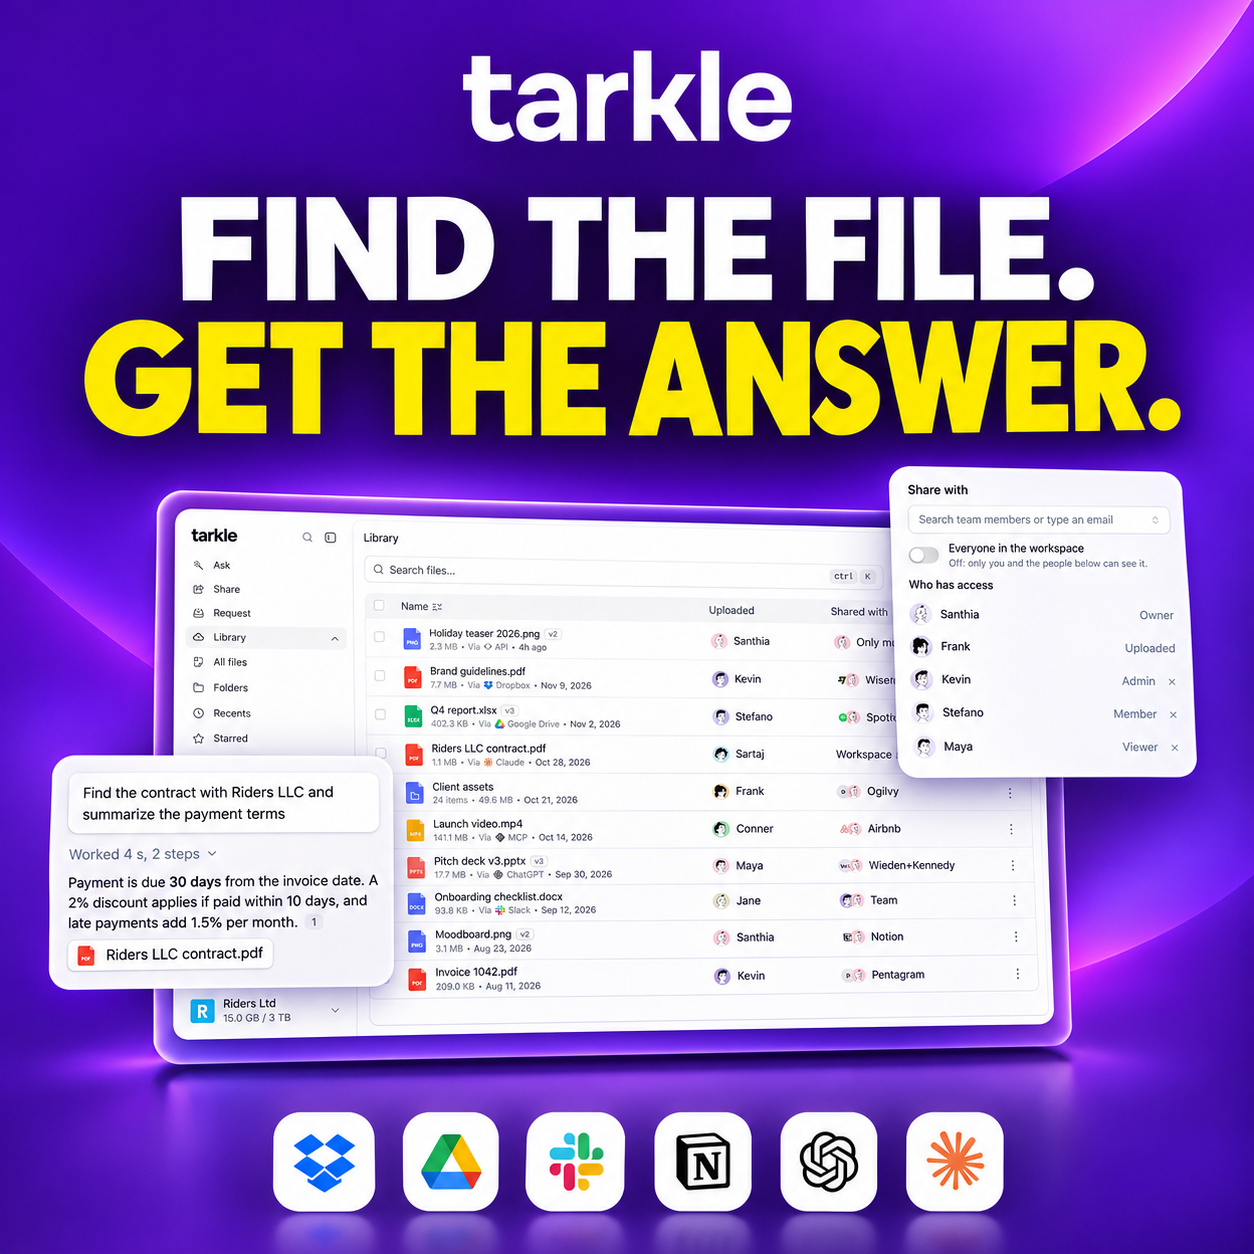 tarkle
FIND THE FILE.
GET THE ANSWER.
Share with
Search team members or type an email
Everyone in the workspace
Off: only you and the people below can see it.
Who has access
Santhia Owner
Frank Uploaded
Kevin Admin ×
Stefano Member ×
Maya Viewer ×
tarkle
Ask
Share
Request
Library
All files
Folders
Recents
Starred
Library
Search files... ctrl K
Name Uploaded Shared with
PNG Holiday teaser 2026.png v2 Santhia Only
2.3 MB • Via API • 4h ago
PDF Brand guidelines.pdf Kevin
7.7 MB • Via Dropbox • Nov 9, 2026
XLSX Q4 report.xlsx v3 Stefano
402.3 KB • Via Google Drive • Nov 2, 2026
PDF Riders LLC contract.pdf Sartaj Workspace
1.1 MB • Via Claude • Oct 28, 2026
Client assets Frank Ogilvy
24 items • 49.6 MB • Oct 21, 2026
MP4 Launch video.mp4 Conner Airbnb
141.1 MB • Via MCP • Oct 14, 2026
PPTX Pitch deck v3.pptx v3 Maya Wieden+Kennedy
17.7 MB • Via ChatGPT • Sep 30, 2026
DOCX Onboarding checklist.docx Jane Team
93.8 KB • Via Slack • Sep 12, 2026
PNG Moodboard.png v2 Santhia Notion
3.1 MB • Aug 23, 2026
PDF Invoice 1042.pdf Kevin Pentagram
209.0 KB • Aug 11, 2026
Find the contract with Riders LLC and
summarize the payment terms
Worked 4 s, 2 steps
Payment is due 30 days from the invoice date. A
2% discount applies if paid within 10 days, and
late payments add 1.5% per month. 1
PDF Riders LLC contract.pdf
R Riders Ltd
15.0 GB / 3 TB
N